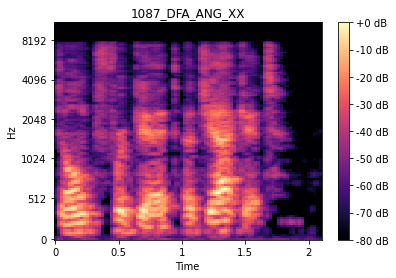 1087_DFA_ANG_XX
+0 dB
8192
-10 dB
4096
-20 dB
-30 dB
2048
Hz
-40 dB
1024
-50 dB
512
-60 dB
-70 dB
0
-80 dB
0
0.5
1
1.5
2
Time